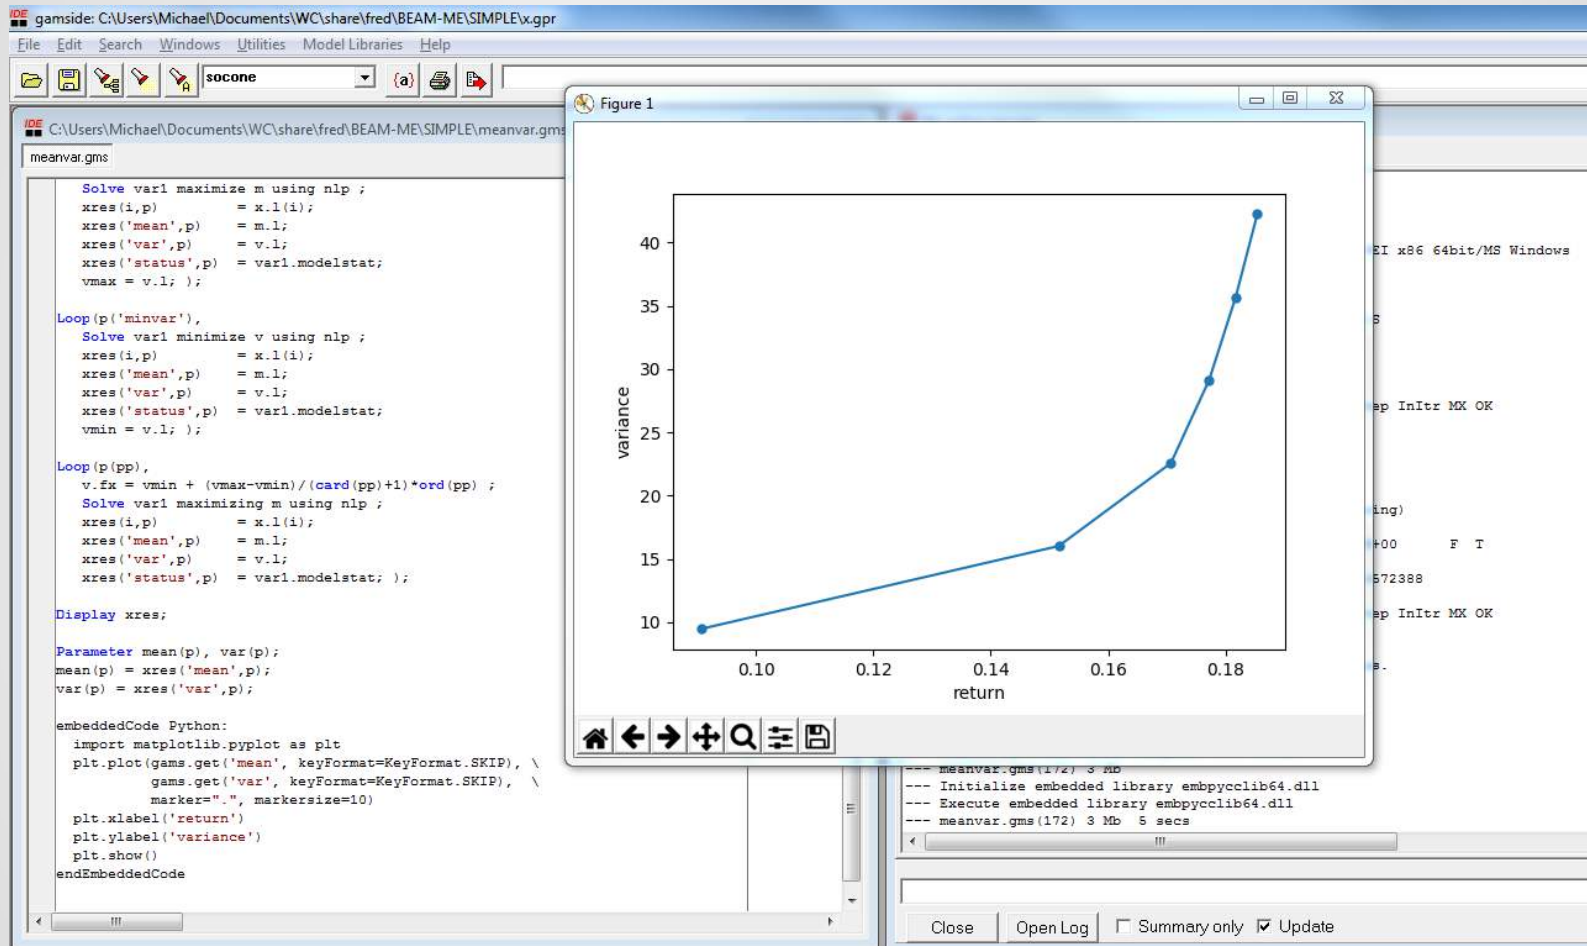 gamside: C:\Users\Michael\Documents\WC\share\fred\BEAM-ME\SIMPLE\x.gpr
File Edit Search Windows Utilities Model Libraries Help
socone
{a}
IDE C:\Users\Michael\Documents\WC\share\fred\BEAM-ME\SIMPLE\meanvar.gms
meanvar.gms
Solve var1 maximize m using nlp ;
xres(i,p) = x.l(i);
xres('mean',p) = m.l;
xres('var',p) = v.l;
xres('status',p) = var1.modelstat;
vmax = v.l; );
Loop(p('minvar'),
Solve var1 minimize v using nlp ;
xres(i,p) = x.l(i);
xres('mean',p) = m.l;
xres('var',p) = v.l;
xres('status',p) = var1.modelstat;
vmin = v.l; );
Loop(p(pp),
v.fx = vmin + (vmax-vmin)/(card(pp)+1)*ord(pp) ;
Solve var1 maximizing m using nlp ;
xres(i,p) = x.l(i);
xres('mean',p) = m.l;
xres('var',p) = v.l;
xres('status',p) = var1.modelstat; );
Display xres;
Parameter mean(p), var(p);
mean(p) = xres('mean',p);
var(p) = xres('var',p);
embeddedCode Python:
import matplotlib.pyplot as plt
plt.plot(gams.get('mean', keyFormat=KeyFormat.SKIP), \
gams.get('var', keyFormat=KeyFormat.SKIP), \
marker=".", markersize=10)
plt.xlabel('return')
plt.ylabel('variance')
plt.show()
endEmbeddedCode
Figure 1
variance
40
35
30
25
20
15
10
0.10 0.12 0.14 0.16 0.18
return
EI x86 64bit/MS Windows
S
ep InItr MX OK
ing)
+00 F T
572388
ep InItr MX OK
s.
--- meanvar.gms(172) 3 Mb
--- Initialize embedded library embpycclib64.dll
--- Execute embedded library embpycclib64.dll
--- meanvar.gms(172) 3 Mb 5 secs
Close Open Log Summary only Update